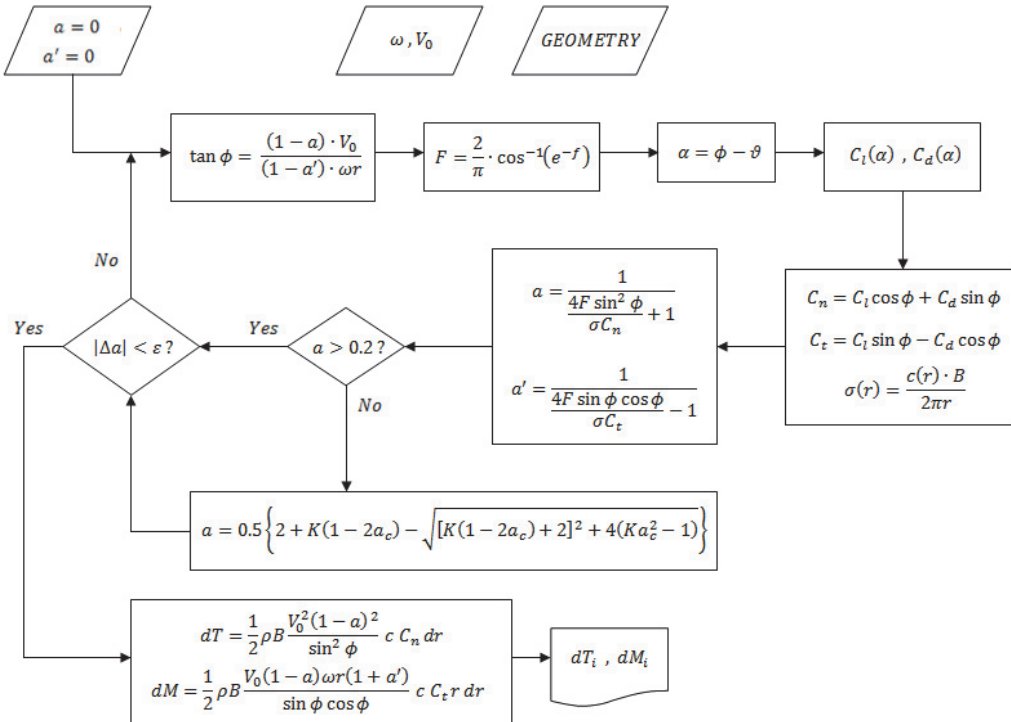 a = 0
a′ = 0
ω , V₀
GEOMETRY
tan ϕ = (1 − a) · V₀ / (1 − a′) · ωr
F = 2/π · cos⁻¹(e⁻ᶠ)
α = ϕ − ϑ
C_l(α) , C_d(α)
C_n = C_l cos ϕ + C_d sin ϕ
C_t = C_l sin ϕ − C_d cos ϕ
σ(r) = c(r) · B / 2πr
a = 1 / (4F sin² ϕ / σC_n + 1)
a′ = 1 / (4F sin ϕ cos ϕ / σC_t − 1)
a > 0.2 ?
Yes
No
|Δa| < ε ?
No
Yes
a = 0.5 {2 + K(1 − 2a_c) − √([K(1 − 2a_c) + 2]² + 4(Ka_c² − 1))}
dT = 1/2 ρB V₀²(1 − a)² / sin² ϕ c C_n dr
dM = 1/2 ρB V₀(1 − a)ωr(1 + a′) / sin ϕ cos ϕ c C_t r dr
dT_i , dM_i